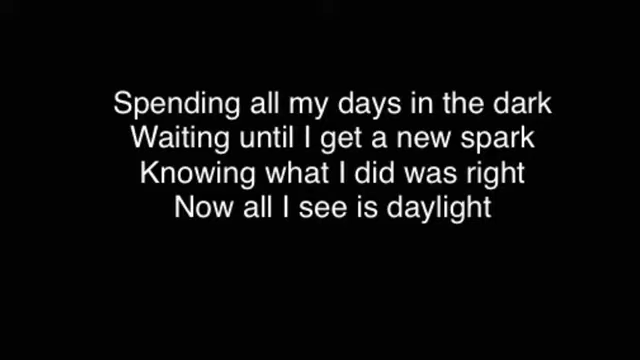 Spending all my days in the dark
Waiting until I get a new spark
Knowing what I did was right
Now all I see is daylight